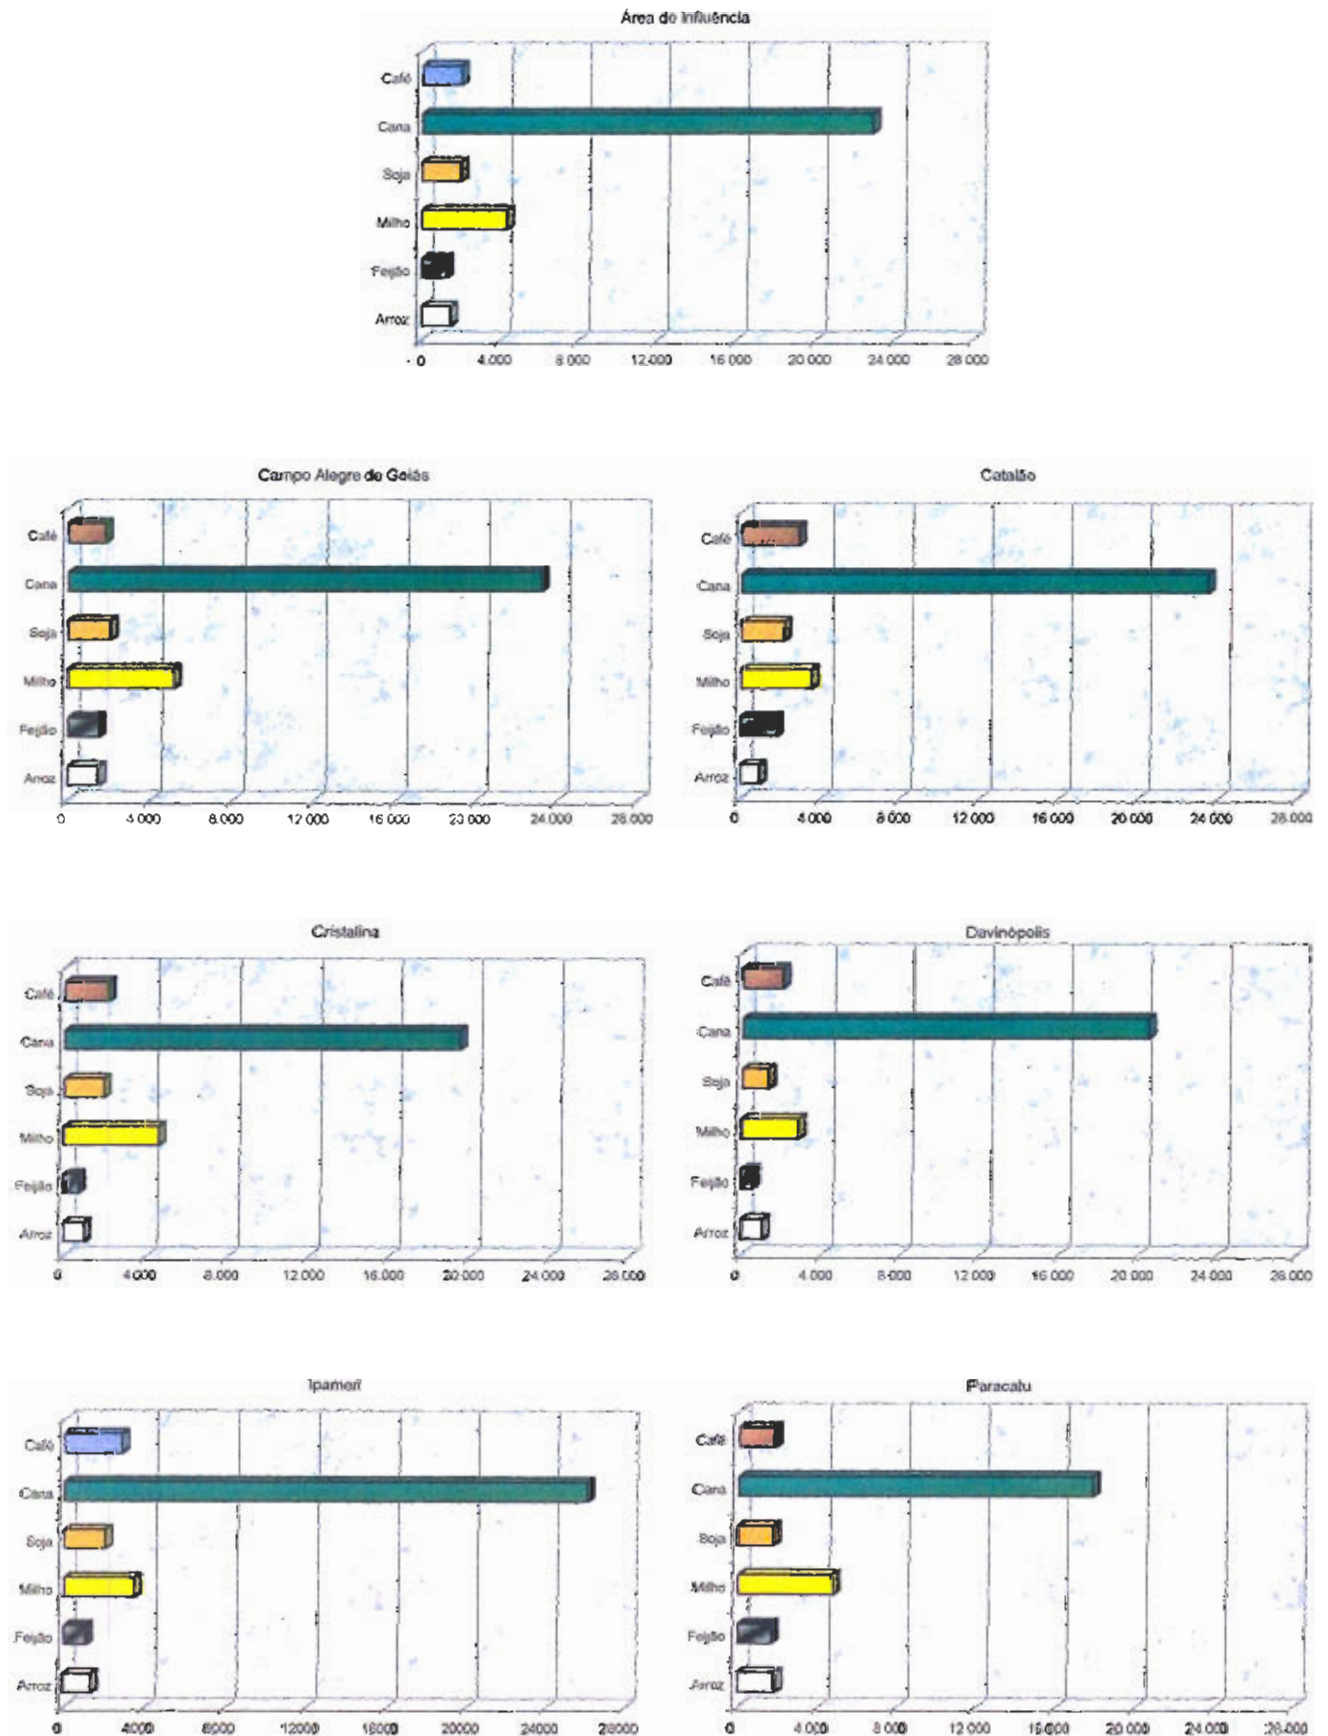 Área de Influência
Café
Cana
Soja
Milho
Feijão
Arroz
0 4.000 8.000 12.000 16.000 20.000 24.000 28.000
Campo Alegre de Goiás
Café
Cana
Soja
Milho
Feijão
Arroz
0 4.000 8.000 12.000 16.000 20.000 24.000 28.000
Catalão
Café
Cana
Soja
Milho
Feijão
Arroz
0 4.000 8.000 12.000 16.000 20.000 24.000 28.000
Cristalina
Café
Cana
Soja
Milho
Feijão
Arroz
0 4.000 8.000 12.000 16.000 20.000 24.000 28.000
Davinópolis
Café
Cana
Soja
Milho
Feijão
Arroz
0 4.000 8.000 12.000 16.000 20.000 24.000 28.000
Ipameri
Café
Cana
Soja
Milho
Feijão
Arroz
0 4000 8000 12000 16000 20000 24000 28000
Paracatu
Café
Cana
Soja
Milho
Feijão
Arroz
0 4.000 8.000 12.000 16.000 20.000 24.000 28.000